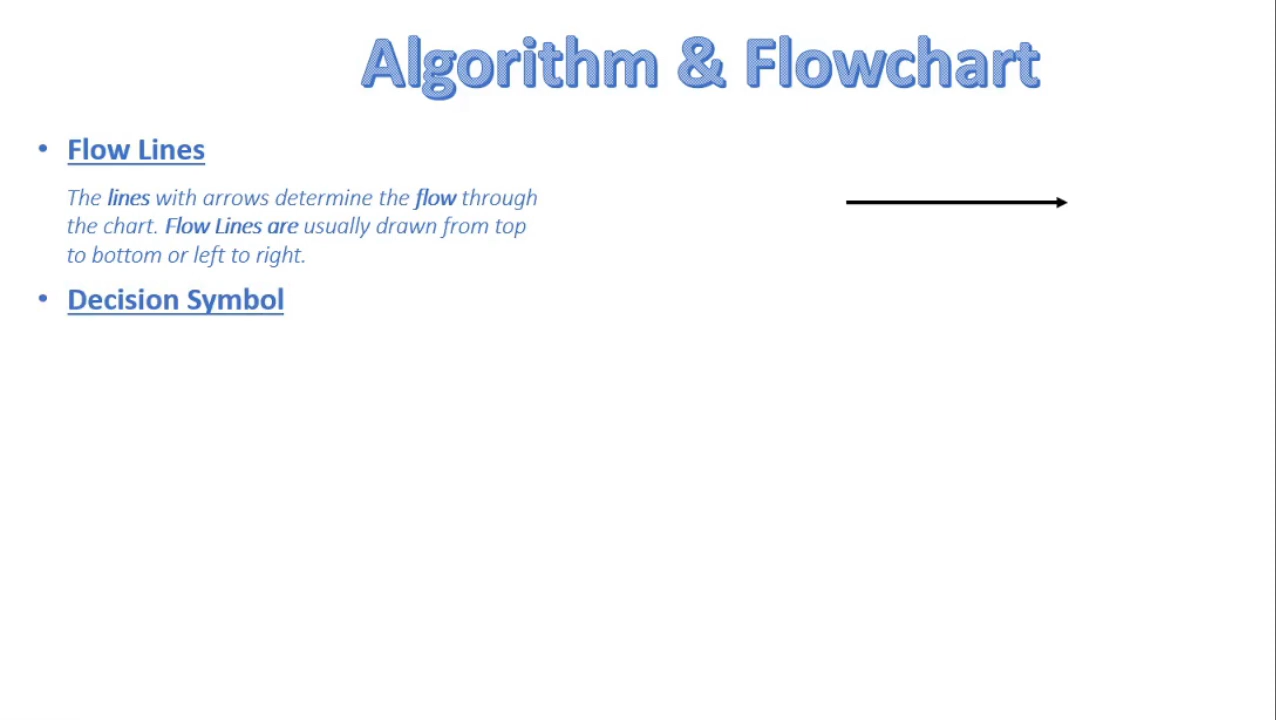 Algorithm & Flowchart
• Flow Lines
The lines with arrows determine the flow through
the chart. Flow Lines are usually drawn from top
to bottom or left to right.
• Decision Symbol